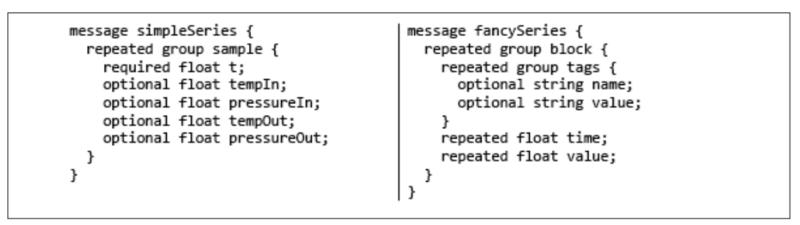 message simpleSeries {
  repeated group sample {
    required float t;
    optional float tempIn;
    optional float pressureIn;
    optional float tempOut;
    optional float pressureOut;
  }
}
message fancySeries {
  repeated group block {
    repeated group tags {
      optional string name;
      optional string value;
    }
    repeated float time;
    repeated float value;
  }
}